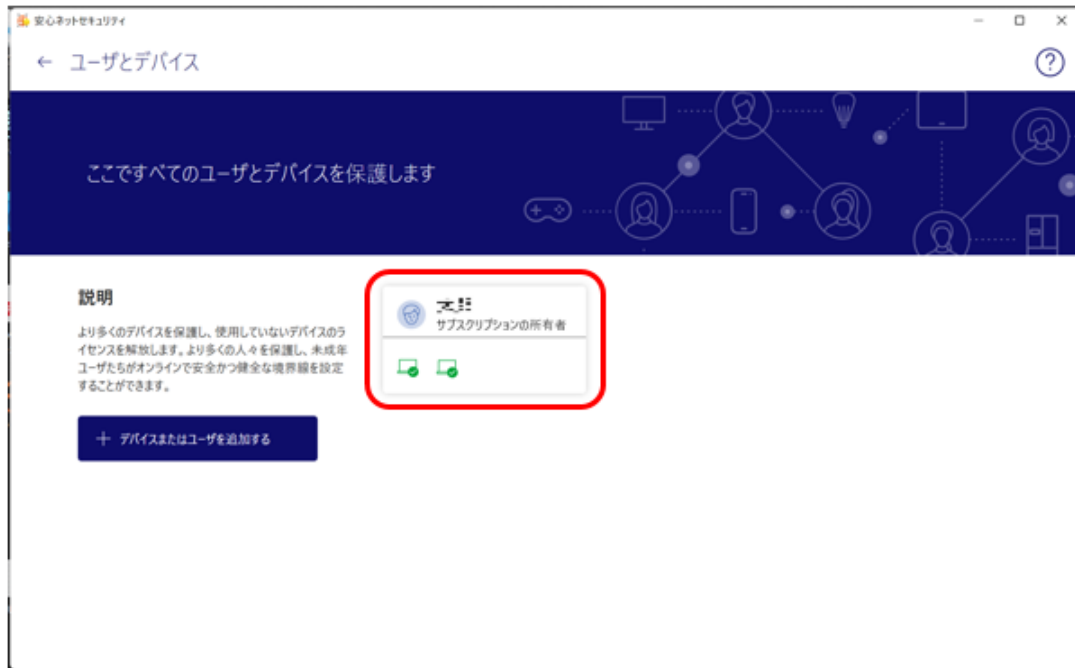 安心ネットセキュリティ
← ユーザとデバイス
?
ここですべてのユーザとデバイスを保護します
説明
より多くのデバイスを保護し、使用していないデバイスのラ
イセンスを解放します。より多くの人々を保護し、未成年
ユーザたちがオンラインで安全かつ健全な境界線を設定
することができます。
サブスクリプションの所有者
+ デバイスまたはユーザを追加する